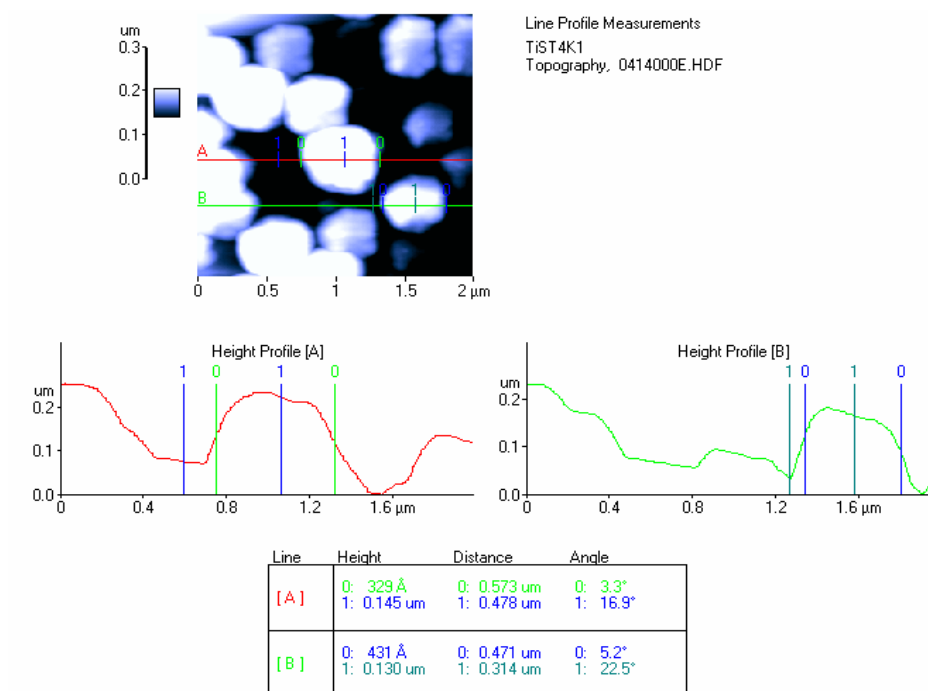 um
0.3
0.2
0.1
0.0
A
B
1 0 1 0
0 1 0
0 0.5 1 1.5 2 µm
Line Profile Measurements
TiST4K1
Topography, 0414000E.HDF
Height Profile [A]
1 0 1 0
um
0.2
0.1
0.0
0 0.4 0.8 1.2 1.6 µm
Height Profile [B]
1 0 1 0
um
0.2
0.1
0.0
0 0.4 0.8 1.2 1.6 µm
Line Height Distance Angle
[A]
0: 329 Å 0: 0.573 um 0: 3.3°
1: 0.145 um 1: 0.478 um 1: 16.9°
[B]
0: 431 Å 0: 0.471 um 0: 5.2°
1: 0.130 um 1: 0.314 um 1: 22.5°